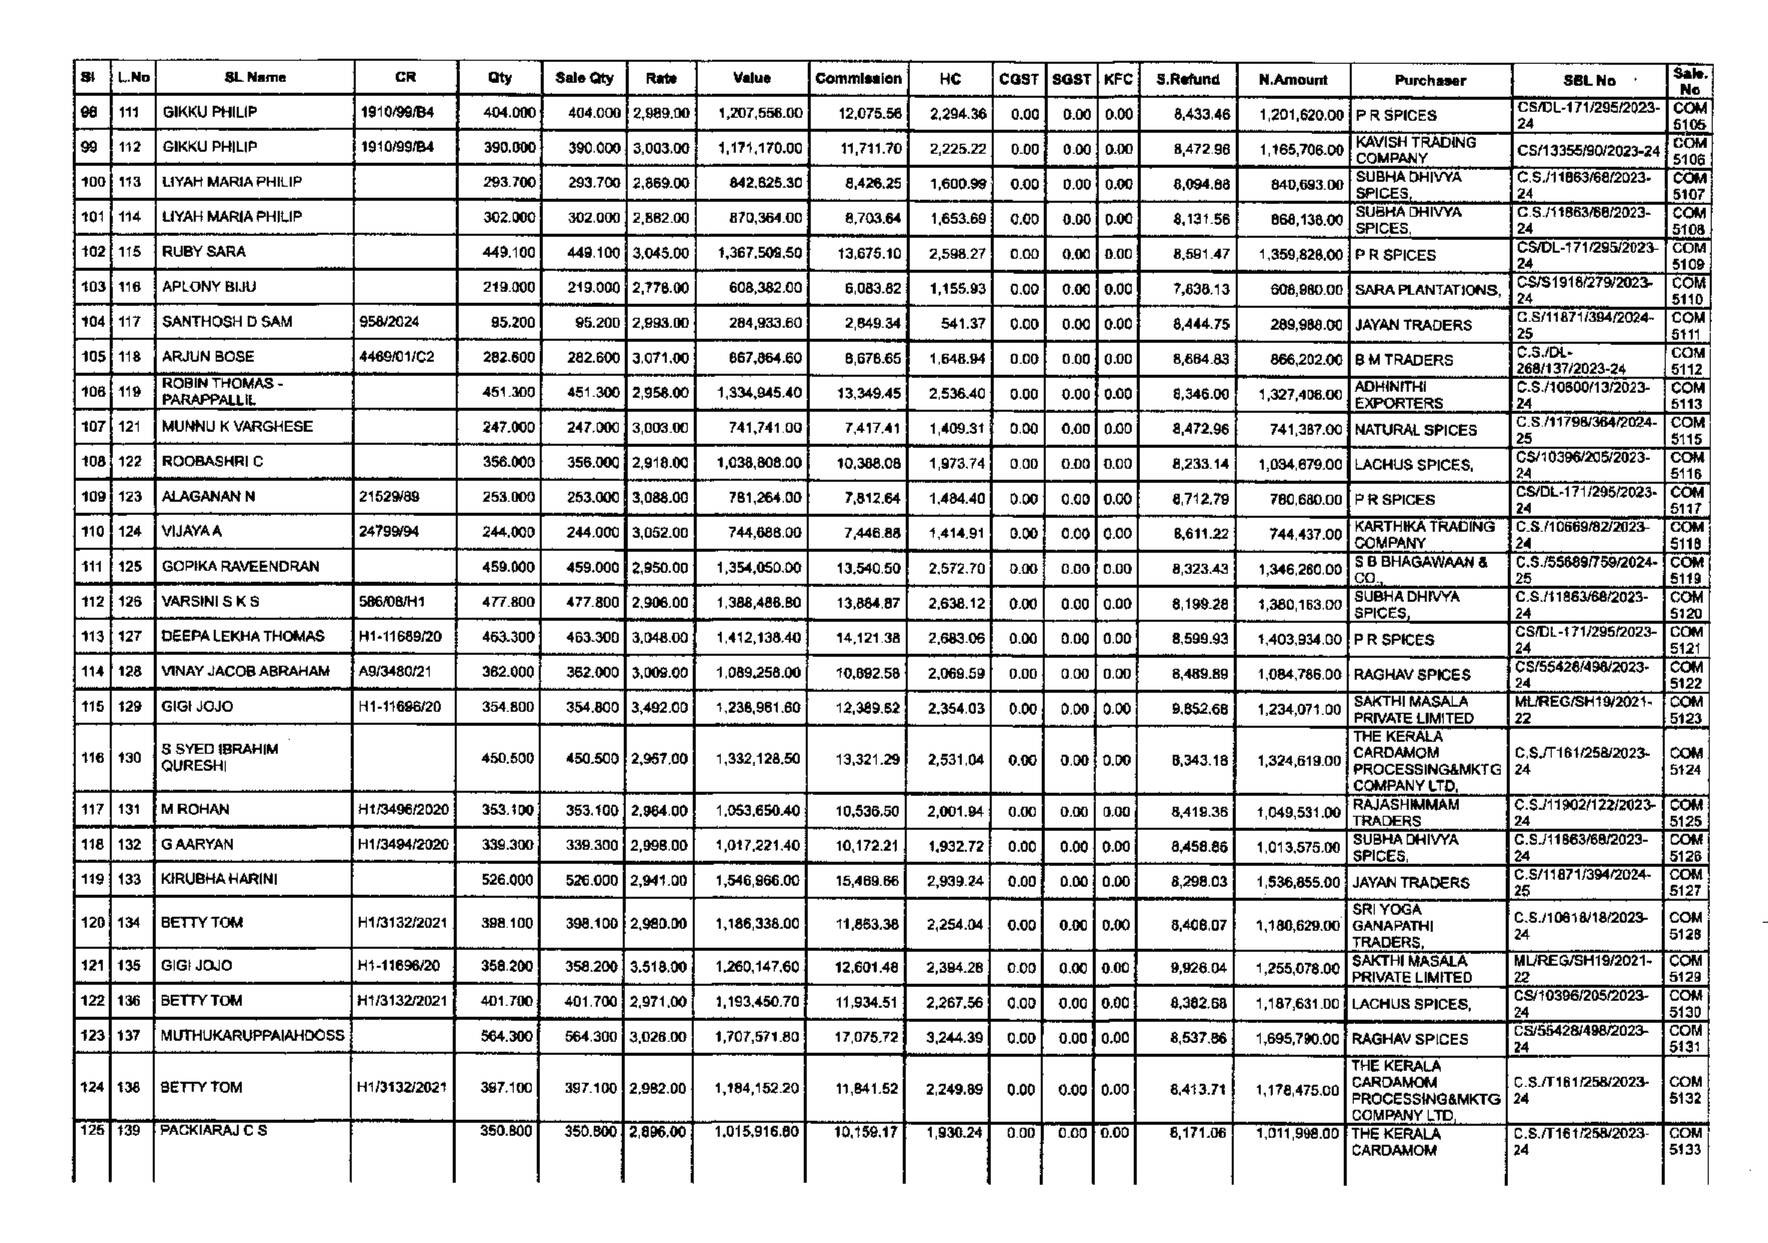 Sl L.No SL Name CR Qty Sale Qty Rate Value Commission HC CGST SGST KFC S.Refund N.Amount Purchaser SBL No Sale. No
98 111 GIKKU PHILIP 1910/99/B4 404.000 404.000 2,989.00 1,207,556.00 12,075.56 2,294.36 0.00 0.00 0.00 8,433.46 1,201,620.00 P R SPICES CS/DL-171/295/2023-24 COM 5105
99 112 GIKKU PHILIP 1910/99/B4 390.000 390.000 3,003.00 1,171,170.00 11,711.70 2,225.22 0.00 0.00 0.00 8,472.96 1,165,706.00 KAVISH TRADING COMPANY CS/13355/90/2023-24 COM 5106
100 113 LIYAH MARIA PHILIP 293.700 293.700 2,869.00 842,625.30 8,426.25 1,600.99 0.00 0.00 0.00 8,094.88 840,693.00 SUBHA DHIVYA SPICES, C.S./11863/68/2023-24 COM 5107
101 114 LIYAH MARIA PHILIP 302.000 302.000 2,882.00 870,364.00 8,703.64 1,653.69 0.00 0.00 0.00 8,131.56 868,138.00 SUBHA DHIVYA SPICES, C.S./11863/68/2023-24 COM 5108
102 115 RUBY SARA 449.100 449.100 3,045.00 1,367,509.50 13,675.10 2,598.27 0.00 0.00 0.00 8,591.47 1,359,828.00 P R SPICES CS/DL-171/295/2023-24 COM 5109
103 116 APLONY BIJU 219.000 219.000 2,778.00 608,382.00 6,083.82 1,155.93 0.00 0.00 0.00 7,838.13 608,980.00 SARA PLANTATIONS, CS/S1918/279/2023-24 COM 5110
104 117 SANTHOSH D SAM 958/2024 95.200 95.200 2,993.00 284,933.60 2,849.34 541.37 0.00 0.00 0.00 8,444.75 289,988.00 JAYAN TRADERS C.S/11871/394/2024-25 COM 5111
105 118 ARJUN BOSE 4469/01/C2 282.600 282.600 3,071.00 867,864.60 8,678.65 1,648.94 0.00 0.00 0.00 8,664.83 866,202.00 B M TRADERS C.S./DL-268/137/2023-24 COM 5112
106 119 ROBIN THOMAS - PARAPPALLIL 451.300 451.300 2,958.00 1,334,945.40 13,349.45 2,536.40 0.00 0.00 0.00 8,346.00 1,327,406.00 ADHINITHI EXPORTERS C.S./10600/13/2023-24 COM 5113
107 121 MUNNU K VARGHESE 247.000 247.000 3,003.00 741,741.00 7,417.41 1,409.31 0.00 0.00 0.00 8,472.96 741,387.00 NATURAL SPICES C.S./11798/364/2024-25 COM 5115
108 122 ROOBASHRI C 356.000 356.000 2,918.00 1,038,808.00 10,388.08 1,973.74 0.00 0.00 0.00 8,233.14 1,034,679.00 LACHUS SPICES, CS/10396/205/2023-24 COM 5116
109 123 ALAGANAN N 21529/89 253.000 253.000 3,088.00 781,264.00 7,812.64 1,484.40 0.00 0.00 0.00 8,712.79 780,680.00 P R SPICES CS/DL-171/295/2023-24 COM 5117
110 124 VIJAYA A 24799/94 244.000 244.000 3,052.00 744,688.00 7,446.88 1,414.91 0.00 0.00 0.00 8,611.22 744,437.00 KARTHIKA TRADING COMPANY C.S./10669/82/2023-24 COM 5118
111 125 GOPIKA RAVEENDRAN 459.000 459.000 2,950.00 1,354,050.00 13,540.50 2,572.70 0.00 0.00 0.00 8,323.43 1,346,260.00 S B BHAGAWAAN & CO., C.S./55689/759/2024-25 COM 5119
112 126 VARSINI S K S 586/08/H1 477.800 477.800 2,906.00 1,388,486.80 13,884.87 2,638.12 0.00 0.00 0.00 8,199.28 1,380,163.00 SUBHA DHIVYA SPICES, C.S./11863/68/2023-24 COM 5120
113 127 DEEPA LEKHA THOMAS H1-11689/20 463.300 463.300 3,048.00 1,412,138.40 14,121.38 2,683.06 0.00 0.00 0.00 8,599.93 1,403,934.00 P R SPICES CS/DL-171/295/2023-24 COM 5121
114 128 VINAY JACOB ABRAHAM A9/3480/21 362.000 362.000 3,009.00 1,089,258.00 10,892.58 2,069.59 0.00 0.00 0.00 8,489.89 1,084,786.00 RAGHAV SPICES CS/55428/498/2023-24 COM 5122
115 129 GIGI JOJO H1-11696/20 354.800 354.800 3,492.00 1,238,961.60 12,389.62 2,354.03 0.00 0.00 0.00 9,852.68 1,234,071.00 SAKTHI MASALA PRIVATE LIMITED ML/REG/SH19/2021-22 COM 5123
116 130 S SYED IBRAHIM QURESHI 450.500 450.500 2,957.00 1,332,128.50 13,321.29 2,531.04 0.00 0.00 0.00 8,343.18 1,324,619.00 THE KERALA CARDAMOM PROCESSING&MKTG COMPANY LTD, C.S./T161/258/2023-24 COM 5124
117 131 M ROHAN H1/3496/2020 353.100 353.100 2,984.00 1,053,650.40 10,536.50 2,001.94 0.00 0.00 0.00 8,419.36 1,049,531.00 RAJASHIMMAM TRADERS C.S./11902/122/2023-24 COM 5125
118 132 G AARYAN H1/3494/2020 339.300 339.300 2,998.00 1,017,221.40 10,172.21 1,932.72 0.00 0.00 0.00 8,458.86 1,013,575.00 SUBHA DHIVYA SPICES, C.S./11863/68/2023-24 COM 5126
119 133 KIRUBHA HARINI 526.000 526.000 2,941.00 1,546,966.00 15,469.66 2,939.24 0.00 0.00 0.00 8,298.03 1,536,855.00 JAYAN TRADERS C.S/11871/394/2024-25 COM 5127
120 134 BETTY TOM H1/3132/2021 398.100 398.100 2,980.00 1,186,338.00 11,863.38 2,254.04 0.00 0.00 0.00 8,408.07 1,180,629.00 SRI YOGA GANAPATHI TRADERS, C.S./10618/18/2023-24 COM 5128
121 135 GIGI JOJO H1-11696/20 358.200 358.200 3,518.00 1,260,147.60 12,601.48 2,394.28 0.00 0.00 0.00 9,926.04 1,255,078.00 SAKTHI MASALA PRIVATE LIMITED ML/REG/SH19/2021-22 COM 5129
122 136 BETTY TOM H1/3132/2021 401.700 401.700 2,971.00 1,193,450.70 11,934.51 2,267.56 0.00 0.00 0.00 8,382.68 1,187,631.00 LACHUS SPICES, CS/10396/205/2023-24 COM 5130
123 137 MUTHUKARUPPAIAHDOSS 564.300 564.300 3,026.00 1,707,571.80 17,075.72 3,244.39 0.00 0.00 0.00 8,537.86 1,695,790.00 RAGHAV SPICES CS/55428/498/2023-24 COM 5131
124 138 BETTY TOM H1/3132/2021 397.100 397.100 2,982.00 1,184,152.20 11,841.52 2,249.89 0.00 0.00 0.00 8,413.71 1,178,475.00 THE KERALA CARDAMOM PROCESSING&MKTG COMPANY LTD, C.S./T161/258/2023-24 COM 5132
125 139 PACKIARAJ C S 350.800 350.800 2,896.00 1,015,916.80 10,159.17 1,930.24 0.00 0.00 0.00 8,171.06 1,011,998.00 THE KERALA CARDAMOM C.S./T161/258/2023-24 COM 5133